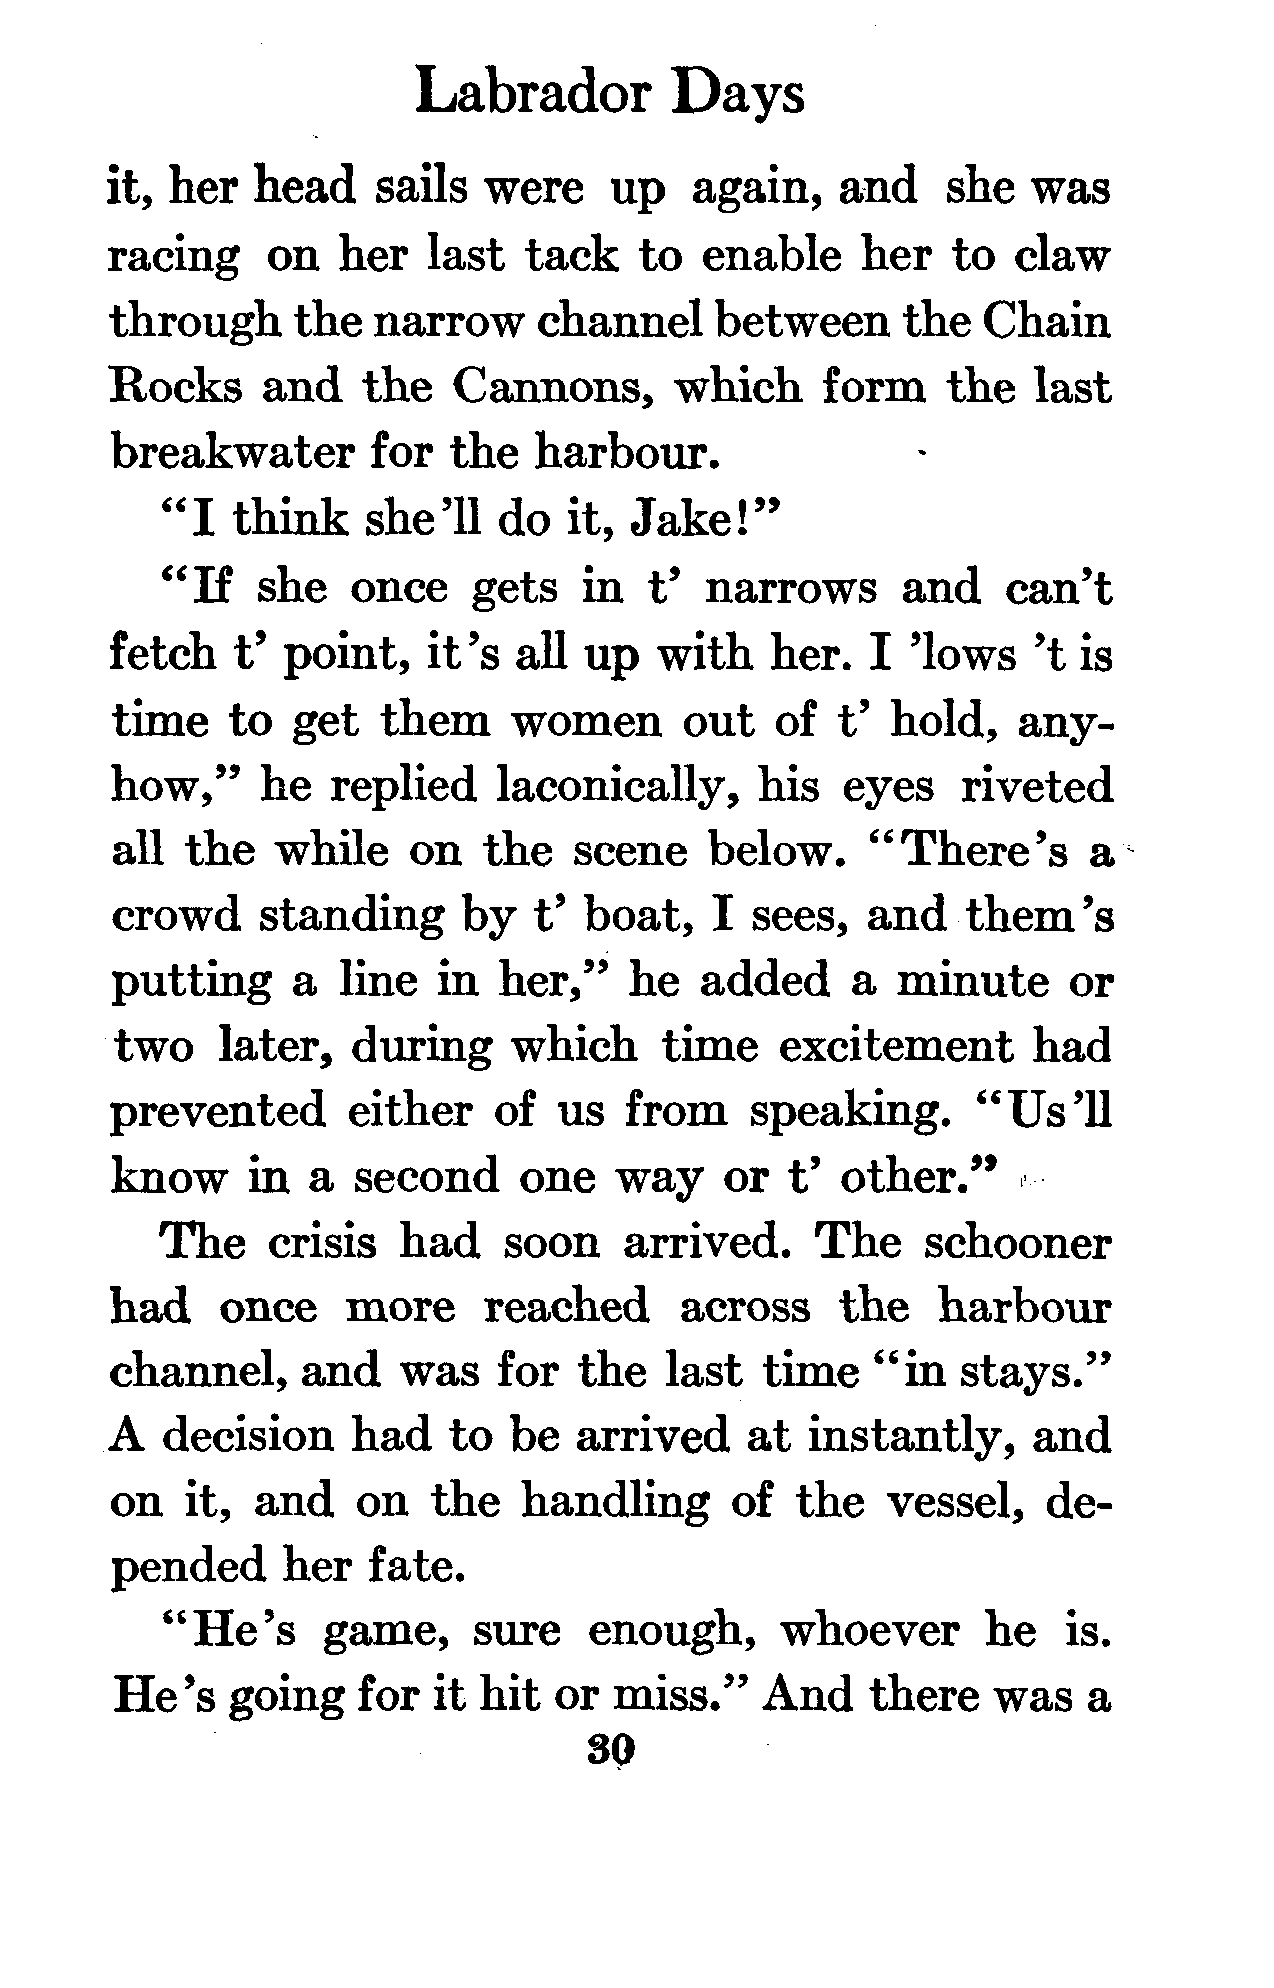 Labrador Days
it, her head sails were up again, and she was
racing on her last tack to enable her to claw
through the narrow channel between the Chain
Rocks and the Cannons, which form the last
breakwater for the harbour.
“I think she’ll do it, Jake!”
“If she once gets in t’ narrows and can’t
fetch t’ point, it’s all up with her. I ’lows ’t is
time to get them women out of t’ hold, any-
how,” he replied laconically, his eyes riveted
all the while on the scene below. “There’s a
crowd standing by t’ boat, I sees, and them’s
putting a line in her,” he added a minute or
two later, during which time excitement had
prevented either of us from speaking. “Us’ll
know in a second one way or t’ other.”
The crisis had soon arrived. The schooner
had once more reached across the harbour
channel, and was for the last time “in stays.”
A decision had to be arrived at instantly, and
on it, and on the handling of the vessel, de-
pended her fate.
“He’s game, sure enough, whoever he is.
He’s going for it hit or miss.” And there was a
30